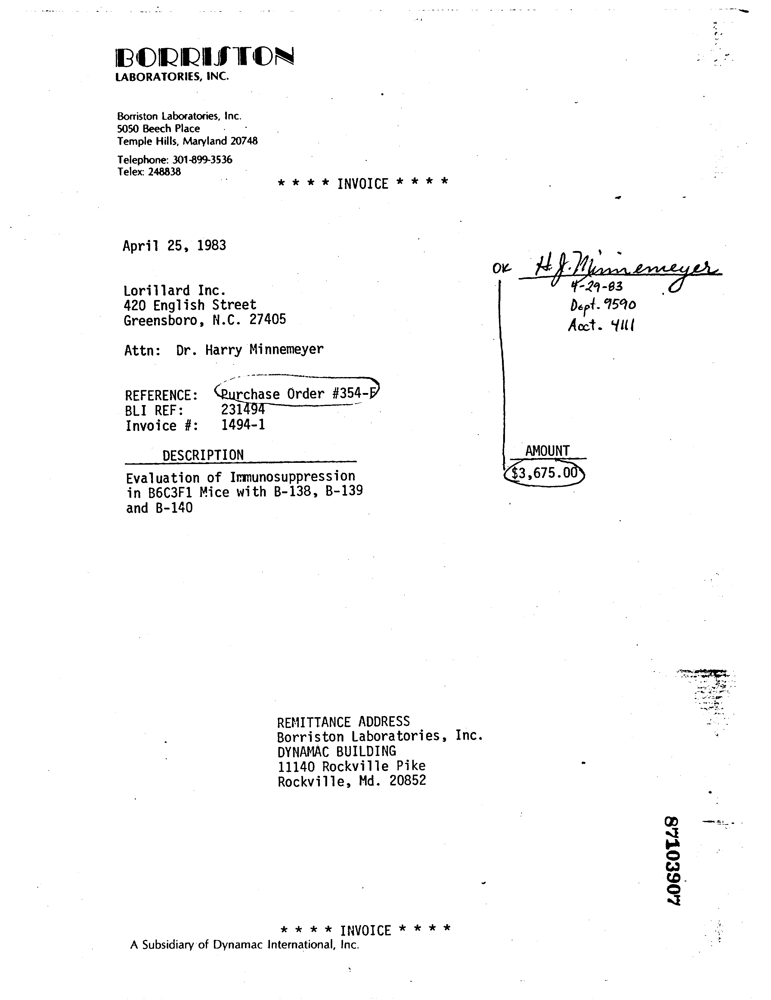 BORRISTON
LABORATORIES, INC.
Borriston Laboratories, Inc.
5050 Beech Place
Temple Hills, Maryland 20748
Telephone: 301-899-3536
Telex: 248838
* * * * INVOICE * * * *
April 25, 1983
OK H. J. Minnemeyer
4-29-83
Dept. 9590
Acct. 4111
Lorillard Inc.
420 English Street
Greensboro, N.C. 27405
Attn: Dr. Harry Minnemeyer
REFERENCE: Purchase Order #354-F
BLI REF: 231494
Invoice #: 1494-1
DESCRIPTION AMOUNT
Evaluation of Immunosuppression $3,675.00
in B6C3F1 Mice with B-138, B-139
and B-140
REMITTANCE ADDRESS
Borriston Laboratories, Inc.
DYNAMAC BUILDING
11140 Rockville Pike
Rockville, Md. 20852
87103907
* * * * INVOICE * * * *
A Subsidiary of Dynamac International, Inc.